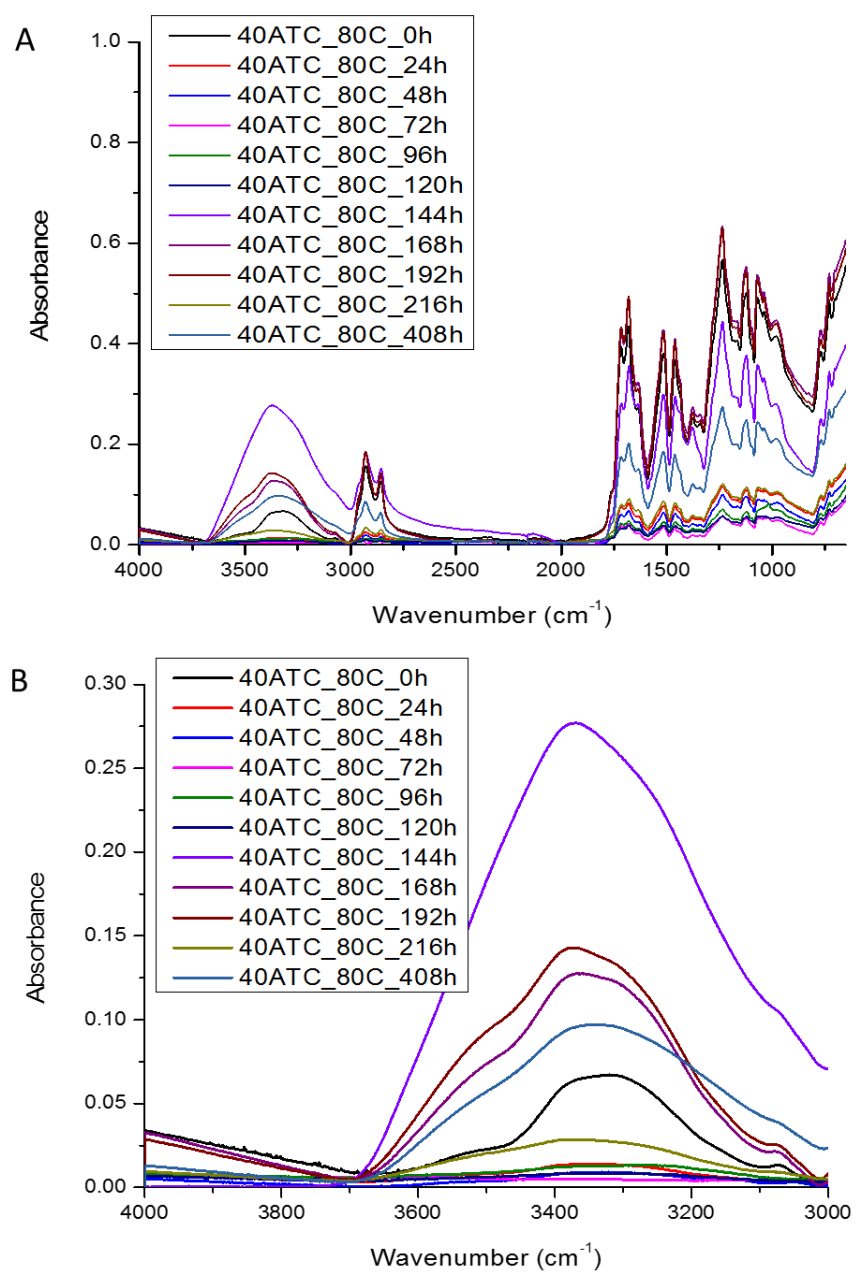 A
1.0
0.8
0.6
0.4
0.2
0.0
Absorbance
40ATC_80C_0h
40ATC_80C_24h
40ATC_80C_48h
40ATC_80C_72h
40ATC_80C_96h
40ATC_80C_120h
40ATC_80C_144h
40ATC_80C_168h
40ATC_80C_192h
40ATC_80C_216h
40ATC_80C_408h
4000 3500 3000 2500 2000 1500 1000
Wavenumber (cm⁻¹)
B
0.30
0.25
0.20
0.15
0.10
0.05
0.00
Absorbance
40ATC_80C_0h
40ATC_80C_24h
40ATC_80C_48h
40ATC_80C_72h
40ATC_80C_96h
40ATC_80C_120h
40ATC_80C_144h
40ATC_80C_168h
40ATC_80C_192h
40ATC_80C_216h
40ATC_80C_408h
4000 3800 3600 3400 3200 3000
Wavenumber (cm⁻¹)